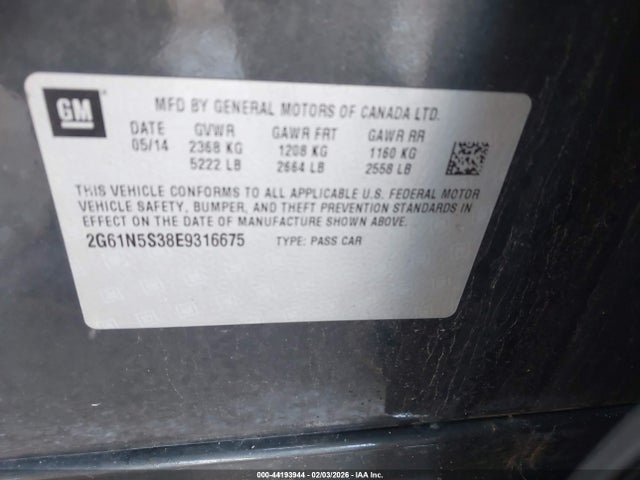 GM
MFD BY GENERAL MOTORS OF CANADA LTD.
DATE GVWR GAWR FRT GAWR RR
05/14 2368 KG 1208 KG 1160 KG
5222 LB 2664 LB 2558 LB
THIS VEHICLE CONFORMS TO ALL APPLICABLE U.S. FEDERAL MOTOR
VEHICLE SAFETY, BUMPER, AND THEFT PREVENTION STANDARDS IN
EFFECT ON THE DATE OF MANUFACTURE SHOWN ABOVE.
2G61N5S38E9316675 TYPE: PASS CAR
000-44193944 | 02/03/2026 - IAA Inc.